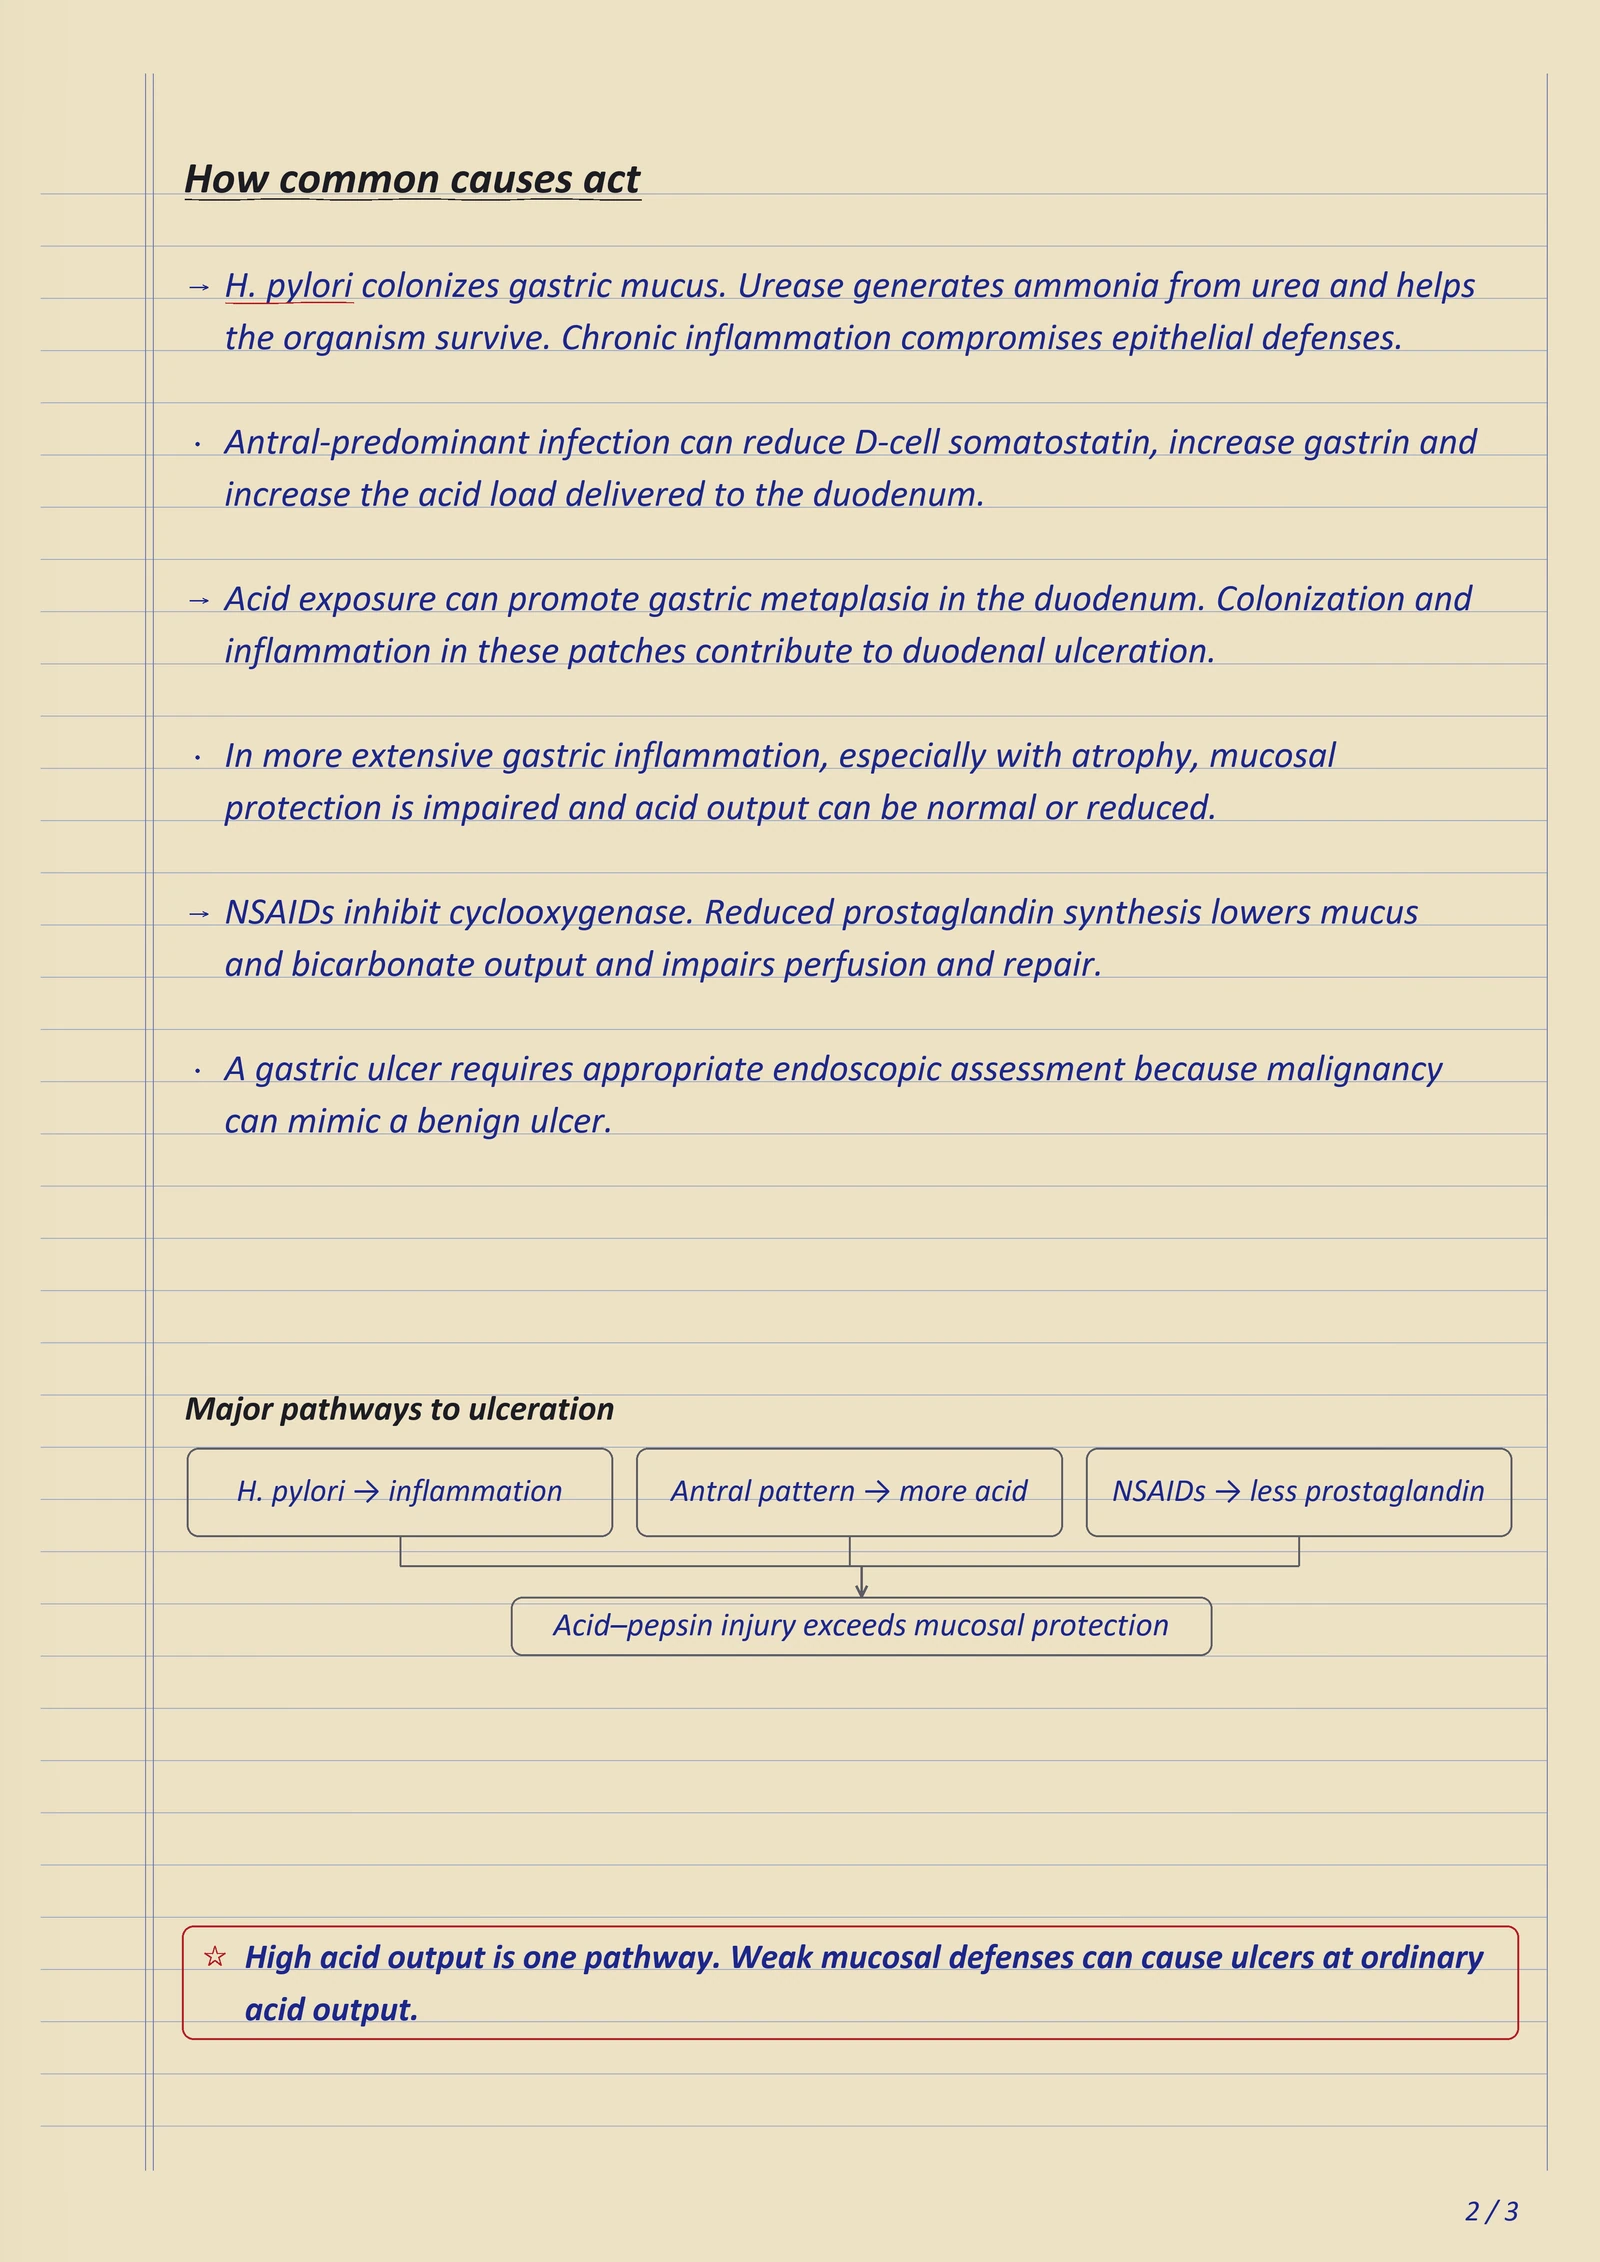 How common causes act
→ H. pylori colonizes gastric mucus. Urease generates ammonia from urea and helps
the organism survive. Chronic inflammation compromises epithelial defenses.
· Antral-predominant infection can reduce D-cell somatostatin, increase gastrin and
increase the acid load delivered to the duodenum.
→ Acid exposure can promote gastric metaplasia in the duodenum. Colonization and
inflammation in these patches contribute to duodenal ulceration.
· In more extensive gastric inflammation, especially with atrophy, mucosal
protection is impaired and acid output can be normal or reduced.
→ NSAIDs inhibit cyclooxygenase. Reduced prostaglandin synthesis lowers mucus
and bicarbonate output and impairs perfusion and repair.
· A gastric ulcer requires appropriate endoscopic assessment because malignancy
can mimic a benign ulcer.
Major pathways to ulceration
H. pylori → inflammation
Antral pattern → more acid
NSAIDs → less prostaglandin
Acid–pepsin injury exceeds mucosal protection
☆ High acid output is one pathway. Weak mucosal defenses can cause ulcers at ordinary
acid output.
2 / 3